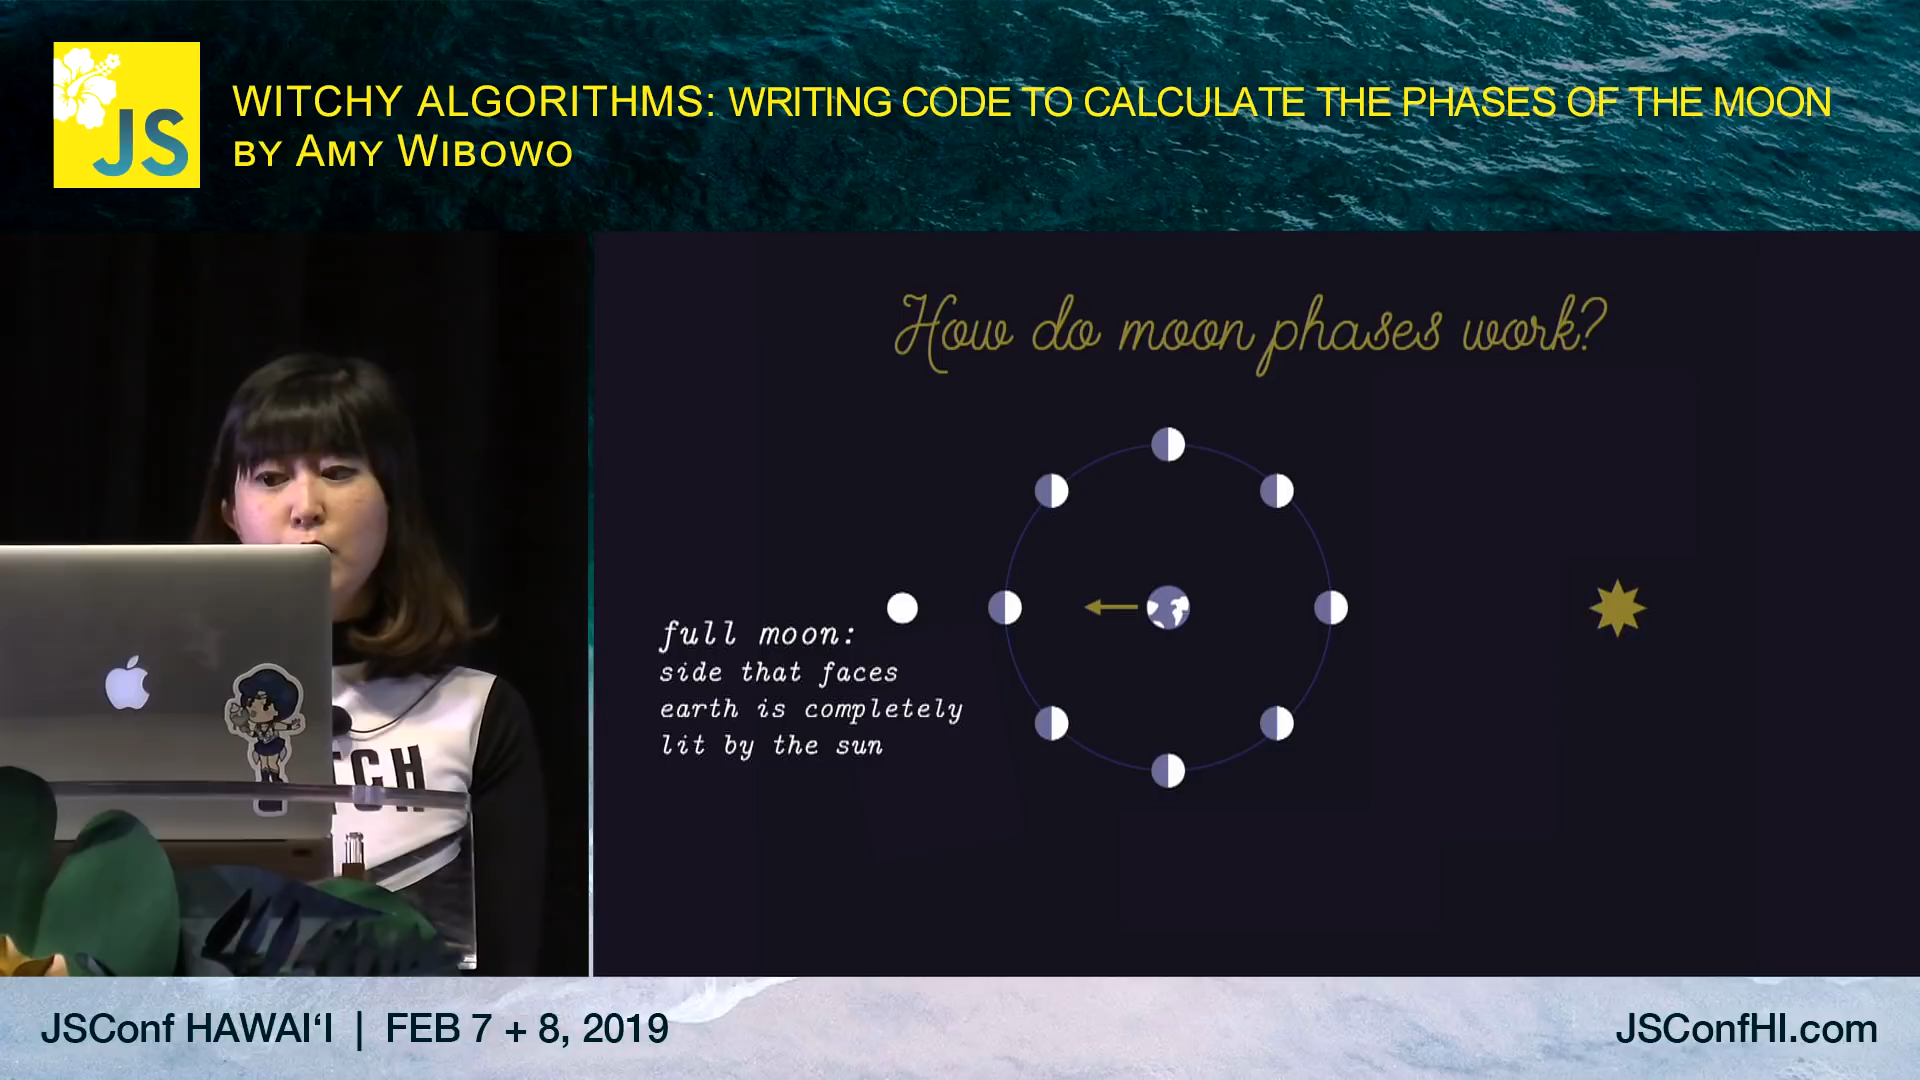 JS
WITCHY ALGORITHMS: WRITING CODE TO CALCULATE THE PHASES OF THE MOON
BY AMY WIBOWO
How do moon phases work?
full moon:
side that faces
earth is completely
lit by the sun
CH
JSConf HAWAI‘I | FEB 7 + 8, 2019
JSConfHI.com